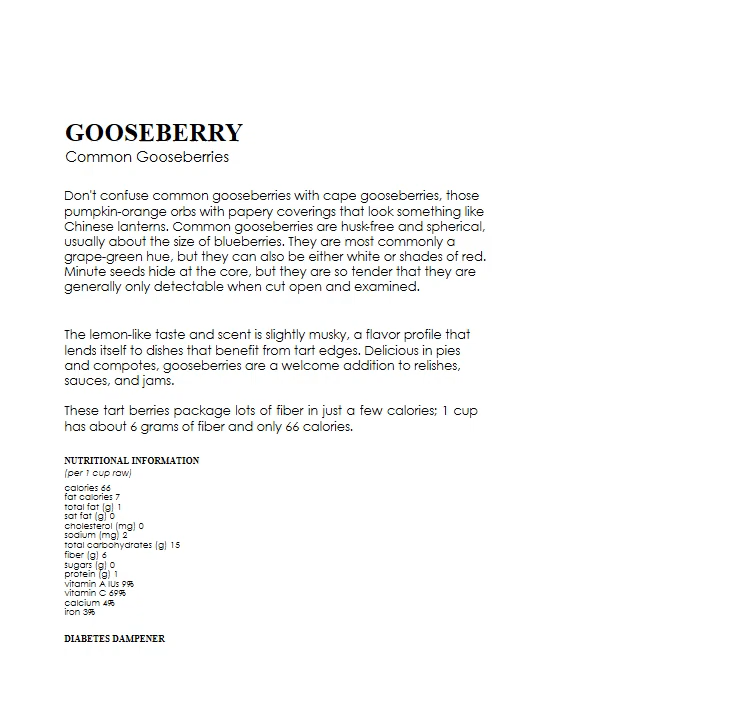 GOOSEBERRY
Common Gooseberries
Don't confuse common gooseberries with cape gooseberries, those
pumpkin-orange orbs with papery coverings that look something like
Chinese lanterns. Common gooseberries are husk-free and spherical,
usually about the size of blueberries. They are most commonly a
grape-green hue, but they can also be either white or shades of red.
Minute seeds hide at the core, but they are so tender that they are
generally only detectable when cut open and examined.
The lemon-like taste and scent is slightly musky, a flavor profile that
lends itself to dishes that benefit from tart edges. Delicious in pies
and compotes, gooseberries are a welcome addition to relishes,
sauces, and jams.
These tart berries package lots of fiber in just a few calories; 1 cup
has about 6 grams of fiber and only 66 calories.
NUTRITIONAL INFORMATION
(per 1 cup raw)
calories 66
fat calories 7
total fat (g) 1
sat fat (g) 0
cholesterol (mg) 0
sodium (mg) 2
total carbohydrates (g) 15
fiber (g) 6
sugars (g) 0
protein (g) 1
vitamin A IUs 9%
vitamin C 69%
calcium 4%
iron 3%
DIABETES DAMPENER